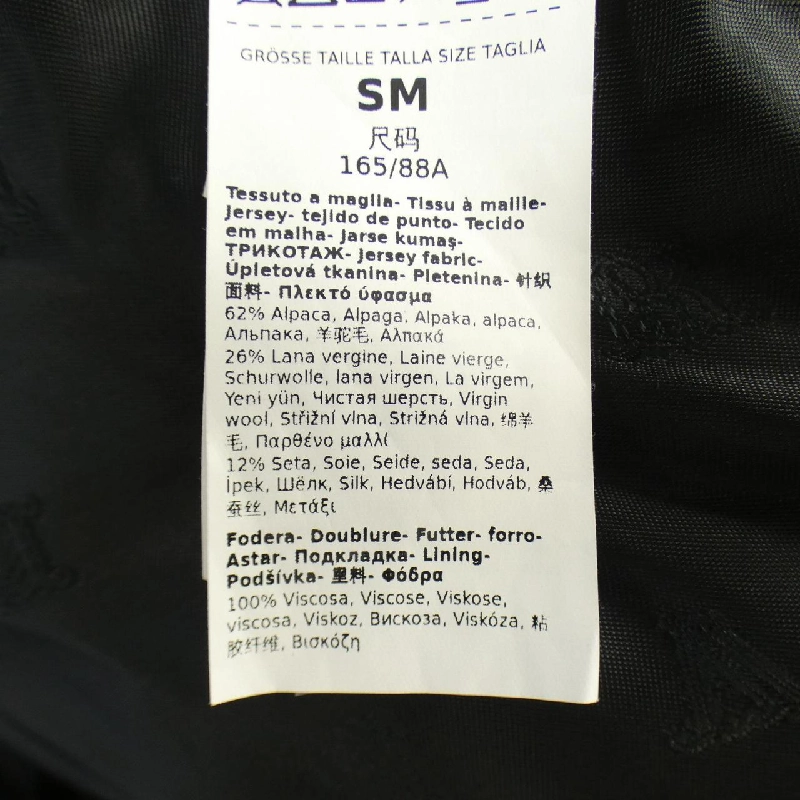 GRÖSSE TAILLE TALLA SIZE TAGLIA
SM
尺码
165/88A
Tessuto a maglia- Tissu à maille-
Jersey- tejido de punto- Tecido
em malha- Jarse kumaş-
ТРИКОТАЖ- Jersey fabric-
Úpletová tkanina- Pletenina- 针织
面料- Πλεκτό ύφασμα
62% Alpaca, Alpaga, Alpaka, alpaca,
Альпака, 羊驼毛, Αλπακά
26% Lana vergine, Laine vierge,
Schurwolle, lana virgen, La virgem,
Yeni yün, Чистая шерсть, Virgin
wool, Střižní vlna, Strižná vlna, 绵羊
毛, Παρθένο μαλλί
12% Seta, Soie, Seide, seda, Seda,
İpek, Шёлк, Silk, Hedvábí, Hodváb, 桑
蚕丝, Μετάξι
Fodera- Doublure- Futter- forro-
Astar- Подкладка- Lining-
Podšívka- 里料- Φόδρα
100% Viscosa, Viscose, Viskose,
viscosa, Viskoz, Вискоза, Viskóza, 粘
胶纤维, Βισκόζη